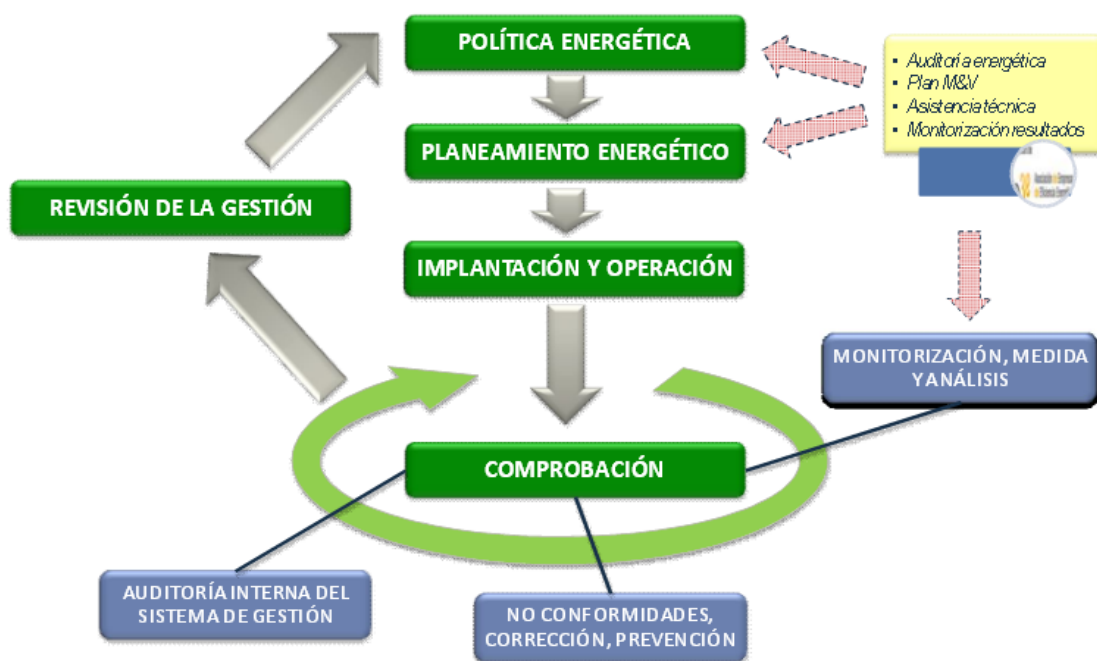 POLÍTICA ENERGÉTICA
• Auditoría energética
• Plan M&V
• Asistencia técnica
• Monitorización resultados
PLANEAMIENTO ENERGÉTICO
REVISIÓN DE LA GESTIÓN
IMPLANTACIÓN Y OPERACIÓN
MONITORIZACIÓN, MEDIDA
Y ANÁLISIS
COMPROBACIÓN
AUDITORÍA INTERNA DEL
SISTEMA DE GESTIÓN
NO CONFORMIDADES,
CORRECCIÓN, PREVENCIÓN